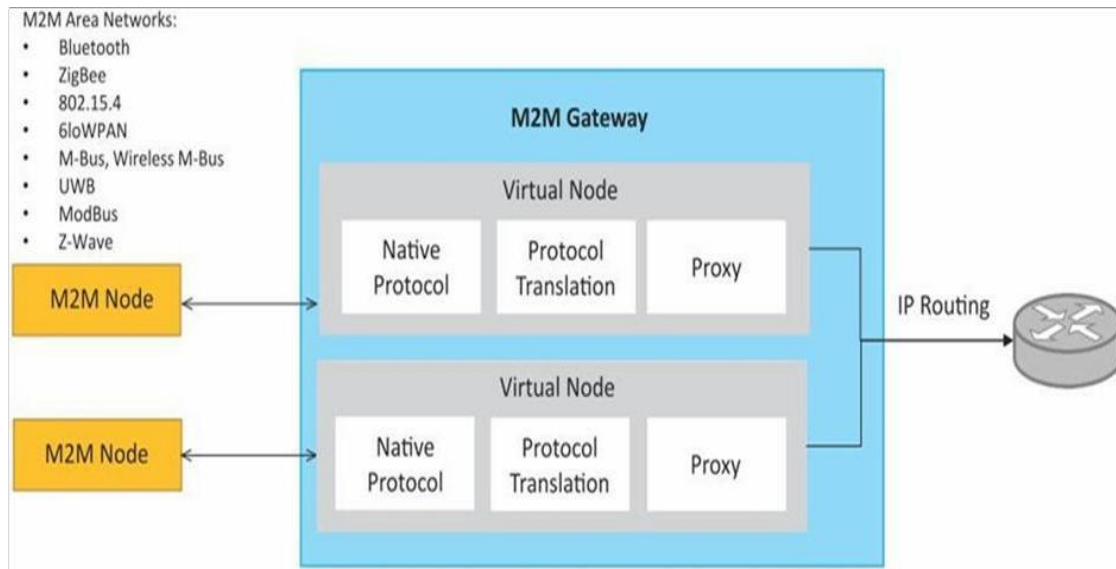 M2M Area Networks:
• Bluetooth
• ZigBee
• 802.15.4
• 6loWPAN
• M-Bus, Wireless M-Bus
• UWB
• ModBus
• Z-Wave
M2M Gateway
Virtual Node
Native
Protocol
Protocol
Translation
Proxy
M2M Node
IP Routing
Virtual Node
Native
Protocol
Protocol
Translation
Proxy
M2M Node